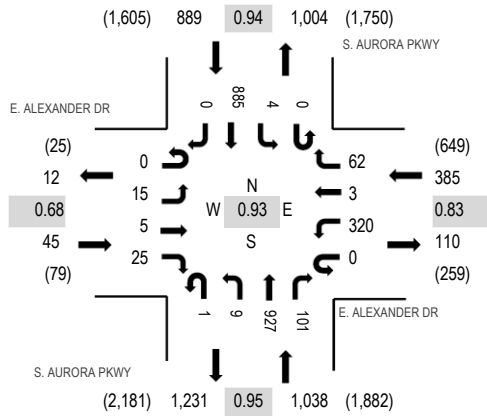 (1,605) 889 0.94 1,004 (1,750)
S. AURORA PKWY
E. ALEXANDER DR
0 885 4 0
(25) (649)
0 62
12 385
15 N 3
0.68 W 0.93 E 0.83
5 S 320
45 110
25 0
(79) (259)
1 9 927 101
E. ALEXANDER DR
S. AURORA PKWY
(2,181) 1,231 0.95 1,038 (1,882)